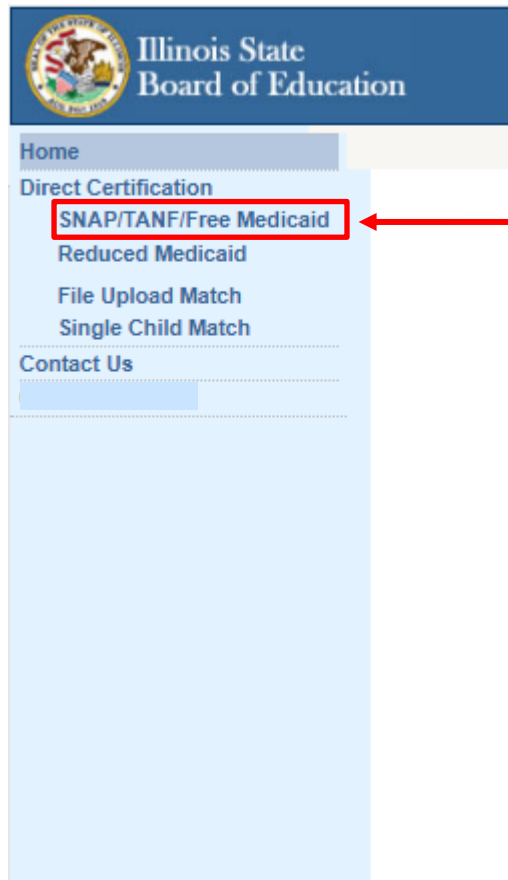 Illinois State
Board of Education
Home
Direct Certification
SNAP/TANF/Free Medicaid
Reduced Medicaid
File Upload Match
Single Child Match
Contact Us